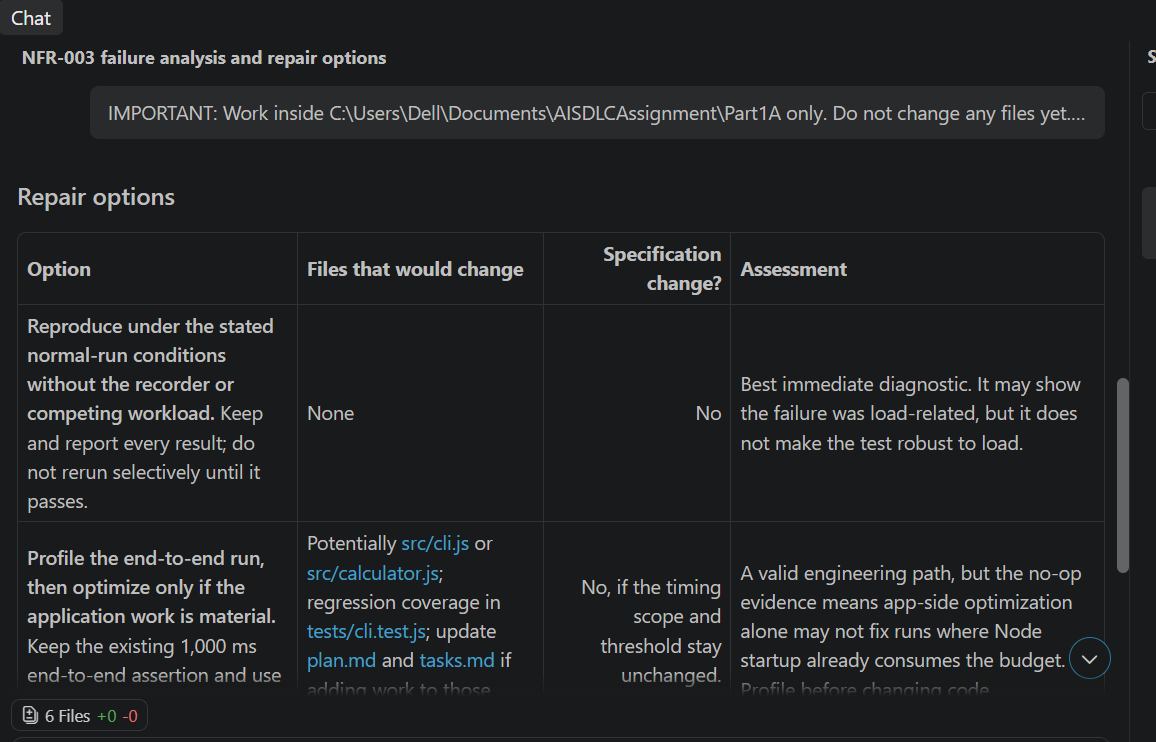 Chat
NFR-003 failure analysis and repair options
S
IMPORTANT: Work inside C:\Users\Dell\Documents\AISDLCAssignment\Part1A only. Do not change any files yet....
Repair options
Option
Files that would change
Specification
change?
Assessment
Reproduce under the stated
normal-run conditions
without the recorder or
competing workload. Keep
and report every result; do
not rerun selectively until it
passes.
None
No
Best immediate diagnostic. It may show
the failure was load-related, but it does
not make the test robust to load.
Profile the end-to-end run,
then optimize only if the
application work is material.
Keep the existing 1,000 ms
end-to-end assertion and use
Potentially src/cli.js or
src/calculator.js;
regression coverage in
tests/cli.test.js; update
plan.md and tasks.md if
adding work to those
No, if the timing
scope and
threshold stay
unchanged.
A valid engineering path, but the no-op
evidence means app-side optimization
alone may not fix runs where Node
startup already consumes the budget.
Profile before changing code.
6 Files +0 -0